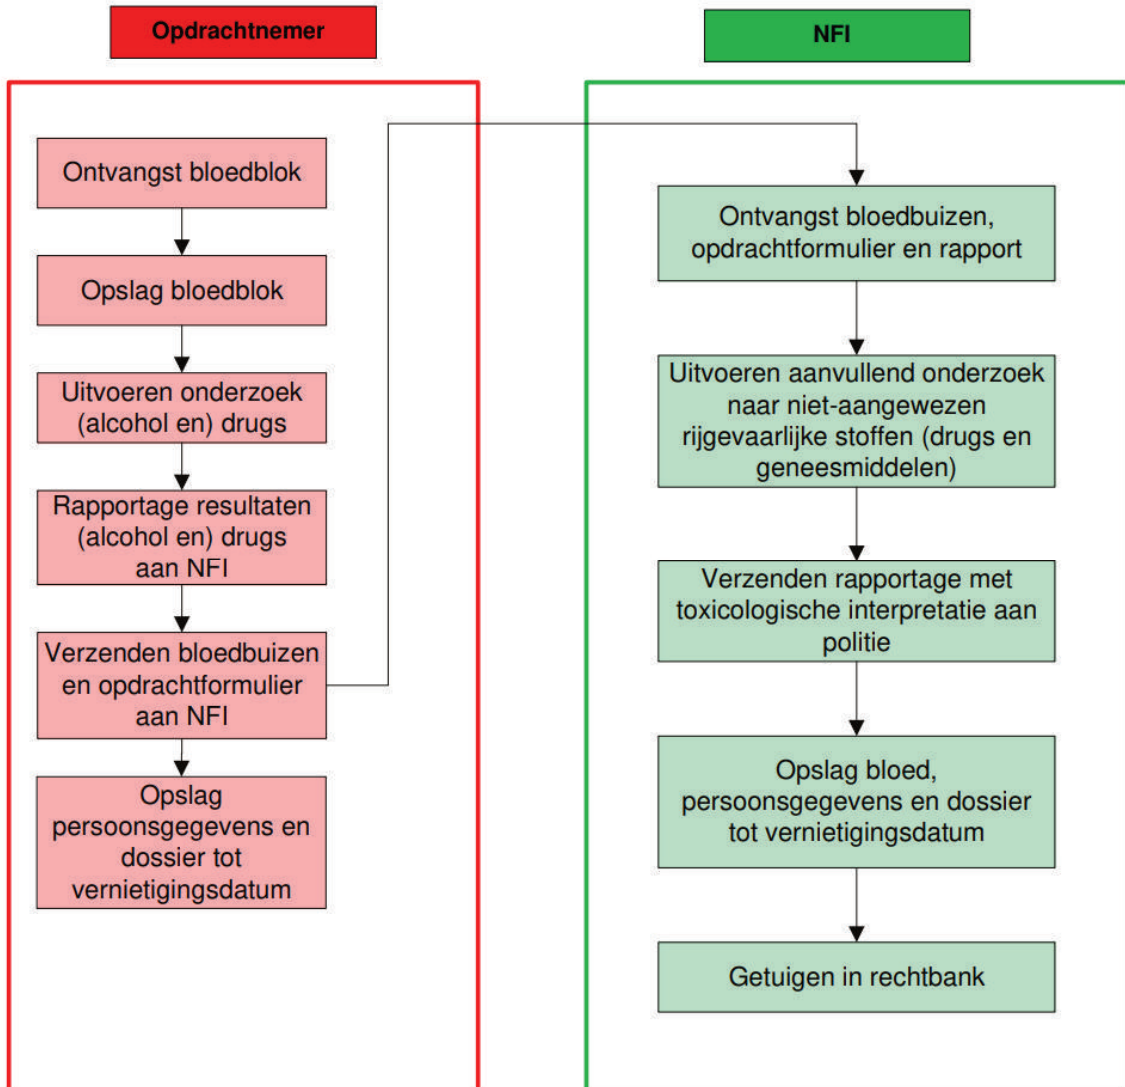 Opdrachtnemer
Ontvangst bloedblok
Opslag bloedblok
Uitvoeren onderzoek
(alcohol en) drugs
Rapportage resultaten
(alcohol en) drugs
aan NFI
Verzenden bloedbuizen
en opdrachtformulier
aan NFI
Opslag
persoonsgegevens en
dossier tot
vernietigingsdatum
NFI
Ontvangst bloedbuizen,
opdrachtformulier en rapport
Uitvoeren aanvullend onderzoek
naar niet-aangewezen
rijgevaarlijke stoffen (drugs en
geneesmiddelen)
Verzenden rapportage met
toxicologische interpretatie aan
politie
Opslag bloed,
persoonsgegevens en dossier
tot vernietigingsdatum
Getuigen in rechtbank